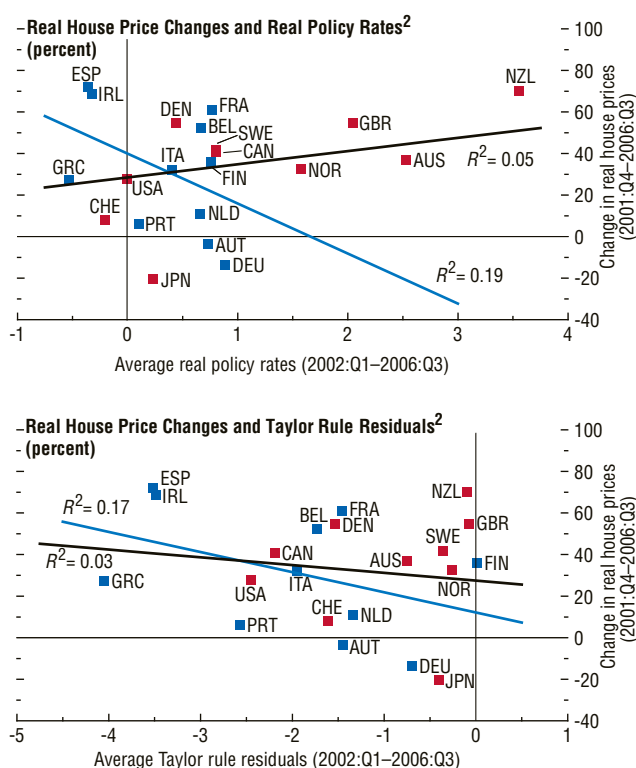 Real House Price Changes and Real Policy Rates²
(percent)
100
ESP
IRL
NZL
80
DEN
FRA
BEL
SWE
CAN
GBR
60
ITA
FIN
NOR
AUS
R² = 0.05
40
GRC
USA
20
CHE
PRT
NLD
0
AUT
DEU
JPN
R² = 0.19
-20
-40
-1 0 1 2 3 4
Average real policy rates (2002:Q1–2006:Q3)
Change in real house prices
(2001:Q4–2006:Q3)
Real House Price Changes and Taylor Rule Residuals²
(percent)
100
ESP
IRL
NZL
80
R² = 0.17
BEL
FRA
DEN
GBR
60
R² = 0.03
CAN
SWE
AUS
FIN
40
GRC
USA
ITA
NOR
20
PRT
CHE
NLD
0
AUT
DEU
JPN
-20
-40
-5 -4 -3 -2 -1 0 1
Average Taylor rule residuals (2002:Q1–2006:Q3)
Change in real house prices
(2001:Q4–2006:Q3)